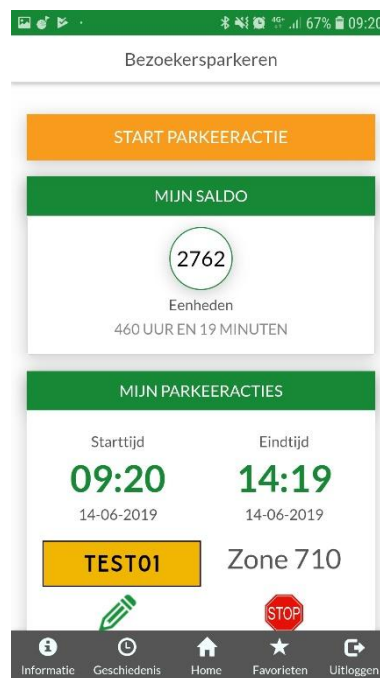 67% 09:20
Bezoekersparkeren
START PARKEERACTIE
MIJN SALDO
2762
Eenheden
460 UUR EN 19 MINUTEN
MIJN PARKEERACTIES
Starttijd Eindtijd
09:20 14:19
14-06-2019 14-06-2019
TEST01 Zone 710
STOP
Informatie Geschiedenis Home Favorieten Uitloggen